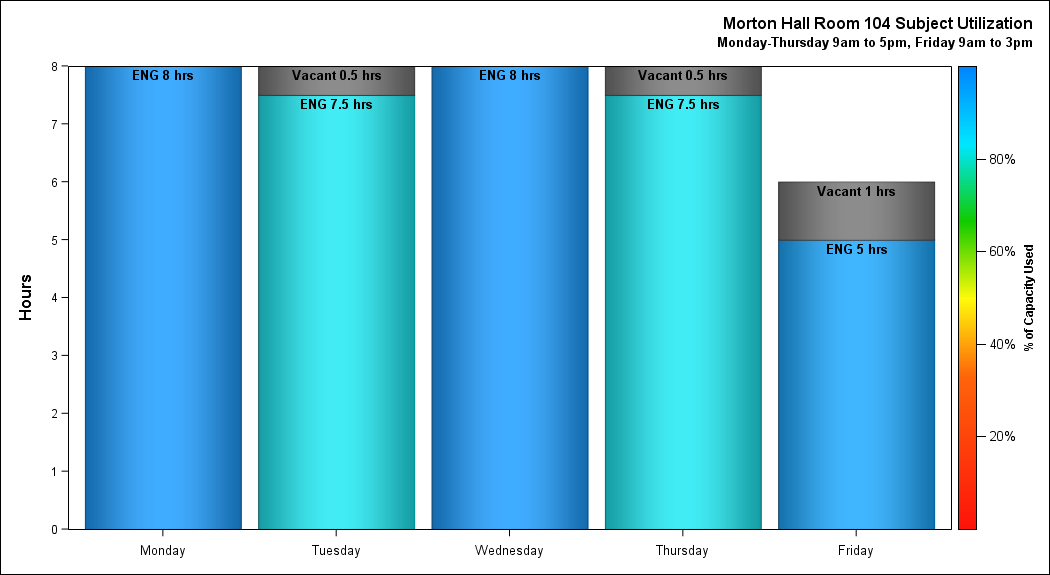 Morton Hall Room 104 Subject Utilization
Monday-Thursday 9am to 5pm, Friday 9am to 3pm
8
7
6
5
4
3
2
1
0
Hours
ENG 8 hrs
Vacant 0.5 hrs
ENG 7.5 hrs
ENG 8 hrs
Vacant 0.5 hrs
ENG 7.5 hrs
Vacant 1 hrs
ENG 5 hrs
Monday
Tuesday
Wednesday
Thursday
Friday
80%
60%
40%
20%
% of Capacity Used